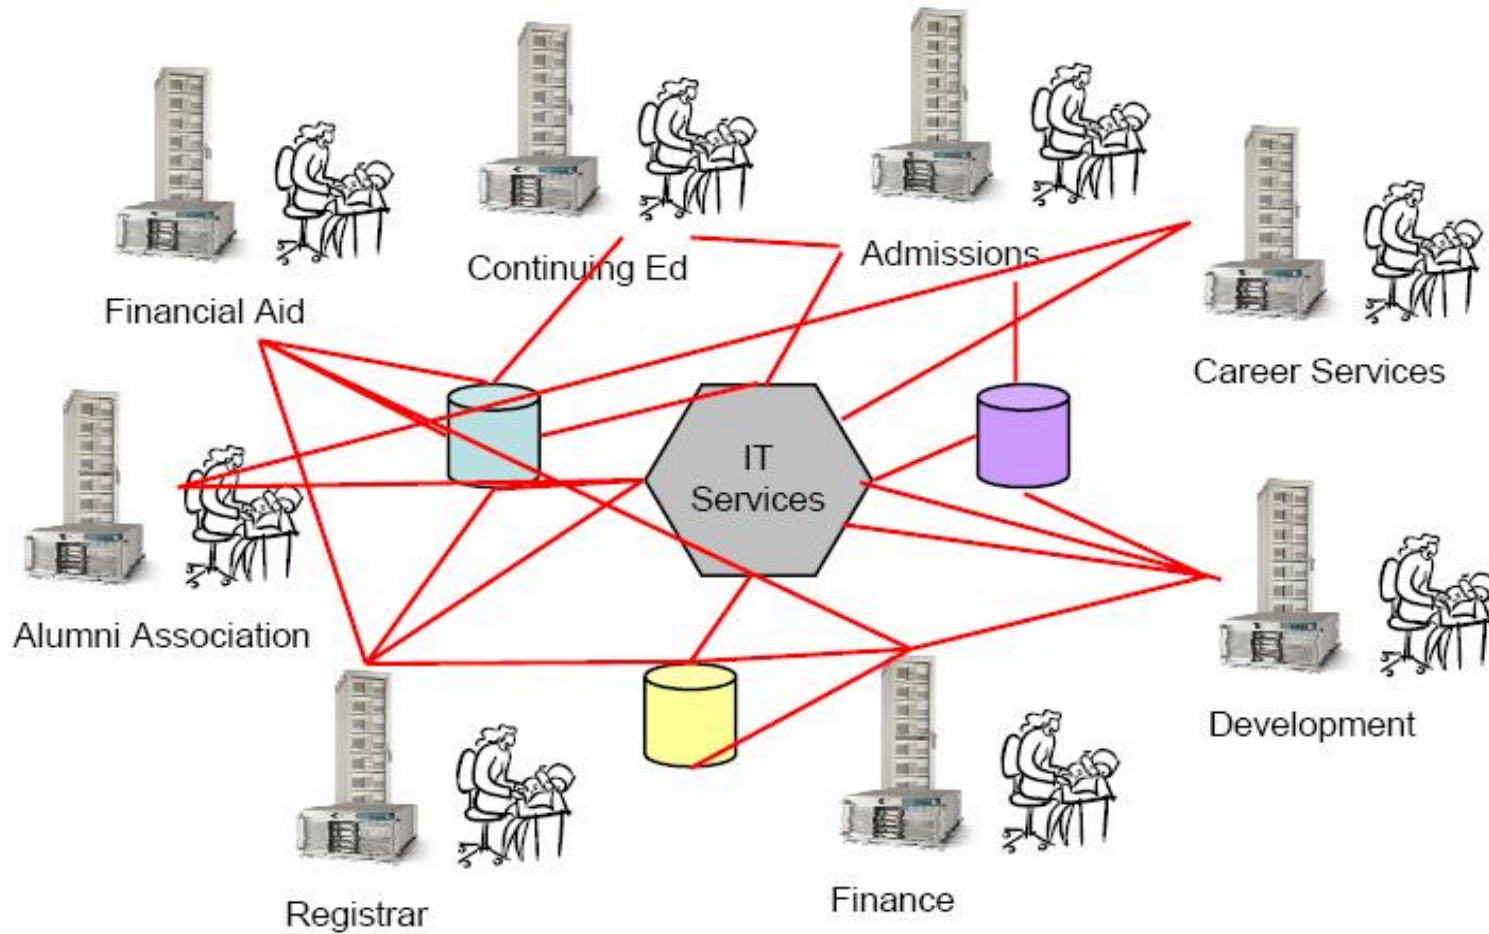 Continuing Ed
Admissions
Financial Aid
Career Services
IT
Services
Alumni Association
Development
Registrar
Finance